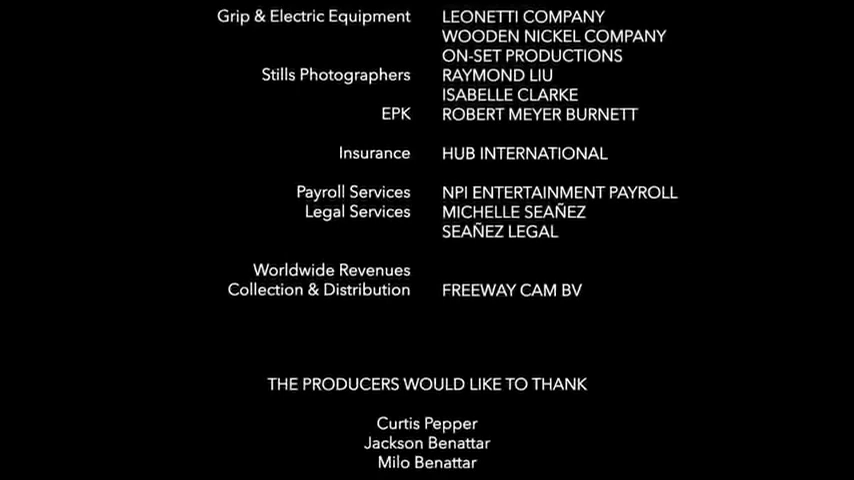 Grip & Electric Equipment LEONETTI COMPANY
WOODEN NICKEL COMPANY
ON-SET PRODUCTIONS
Stills Photographers RAYMOND LIU
ISABELLE CLARKE
EPK ROBERT MEYER BURNETT
Insurance HUB INTERNATIONAL
Payroll Services NPI ENTERTAINMENT PAYROLL
Legal Services MICHELLE SEAÑEZ
SEAÑEZ LEGAL
Worldwide Revenues
Collection & Distribution FREEWAY CAM BV
THE PRODUCERS WOULD LIKE TO THANK
Curtis Pepper
Jackson Benattar
Milo Benattar